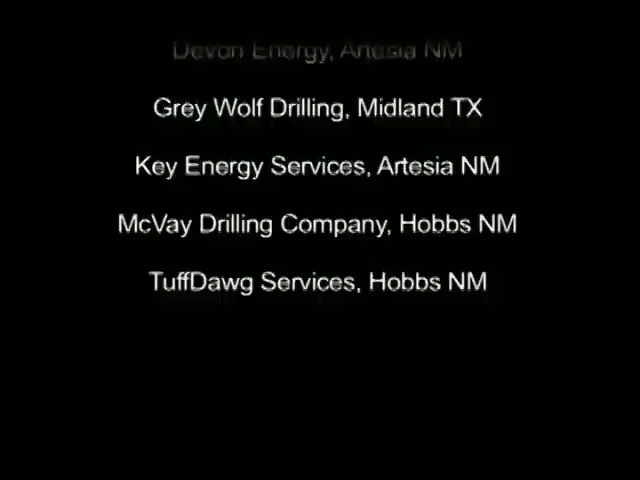 Devon Energy, Artesia NM
Grey Wolf Drilling, Midland TX
Key Energy Services, Artesia NM
McVay Drilling Company, Hobbs NM
TuffDawg Services, Hobbs NM